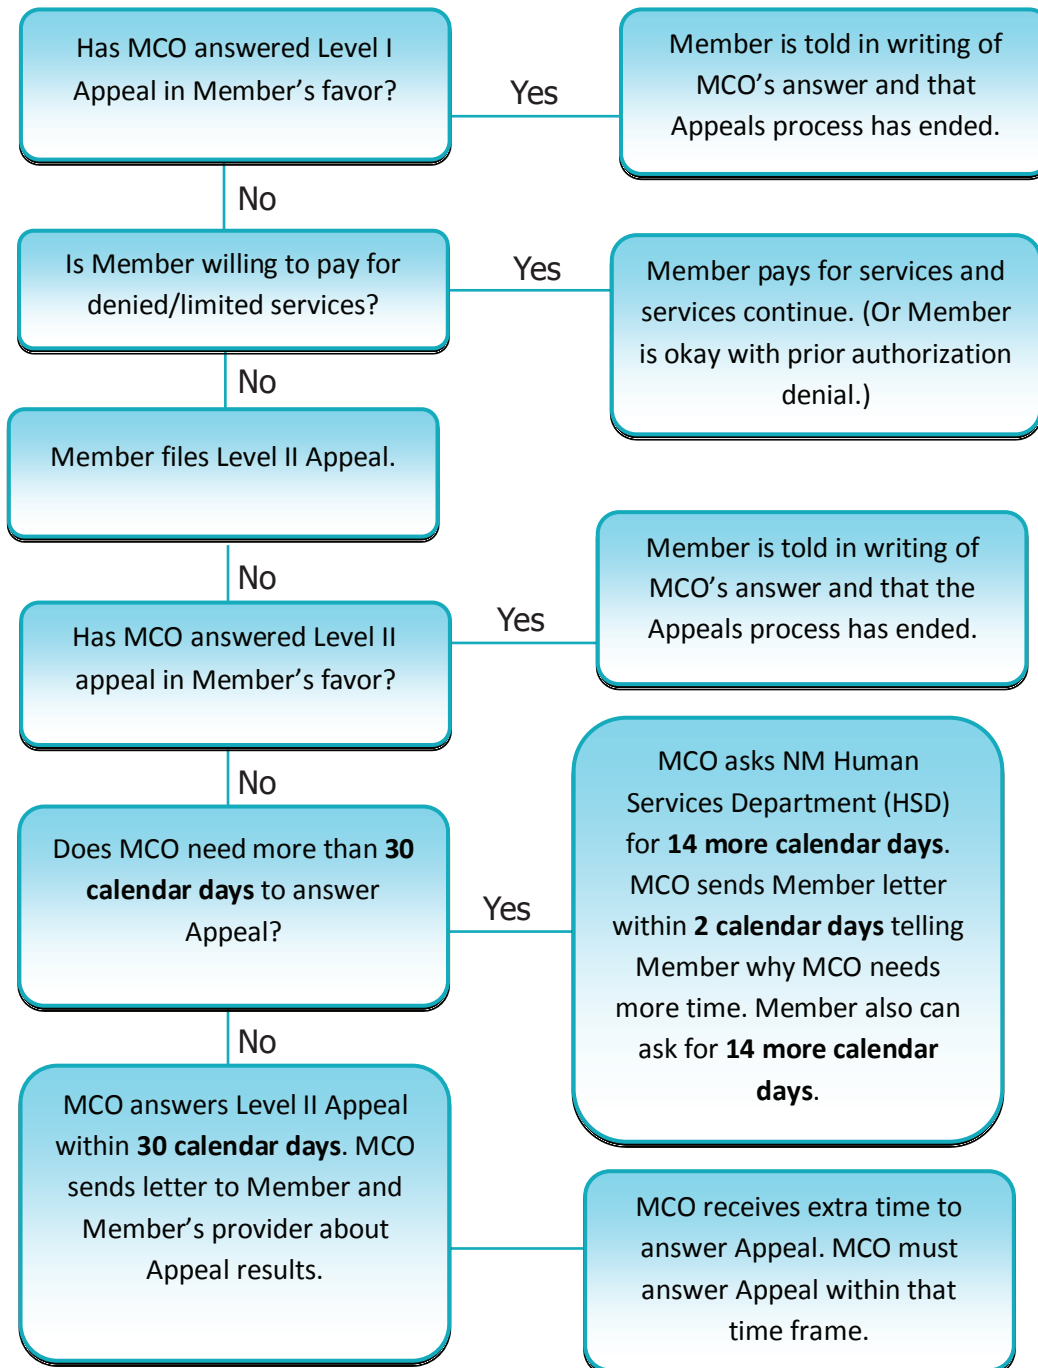 Has MCO answered Level I
Appeal in Member’s favor?
Yes
Member is told in writing of
MCO’s answer and that
Appeals process has ended.
No
Is Member willing to pay for
denied/limited services?
Yes
Member pays for services and
services continue. (Or Member
is okay with prior authorization
denial.)
No
Member files Level II Appeal.
No
Has MCO answered Level II
appeal in Member’s favor?
Yes
Member is told in writing of
MCO’s answer and that the
Appeals process has ended.
No
Does MCO need more than 30
calendar days to answer
Appeal?
Yes
MCO asks NM Human
Services Department (HSD)
for 14 more calendar days.
MCO sends Member letter
within 2 calendar days telling
Member why MCO needs
more time. Member also can
ask for 14 more calendar
days.
No
MCO answers Level II Appeal
within 30 calendar days. MCO
sends letter to Member and
Member’s provider about
Appeal results.
MCO receives extra time to
answer Appeal. MCO must
answer Appeal within that
time frame.